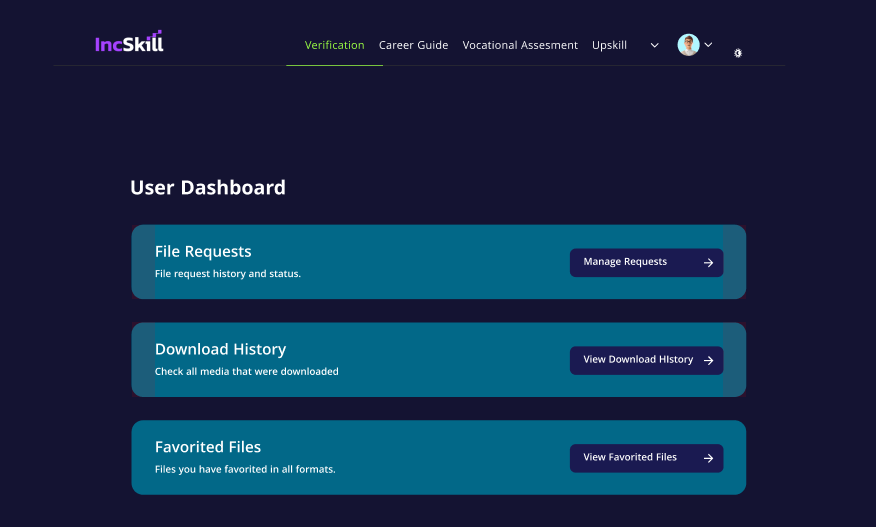 IncSkill
Verification Career Guide Vocational Assesment Upskill
User Dashboard
File Requests
File request history and status.
Manage Requests
Download History
Check all media that were downloaded
View Download HIstory
Favorited Files
Files you have favorited in all formats.
View Favorited Files